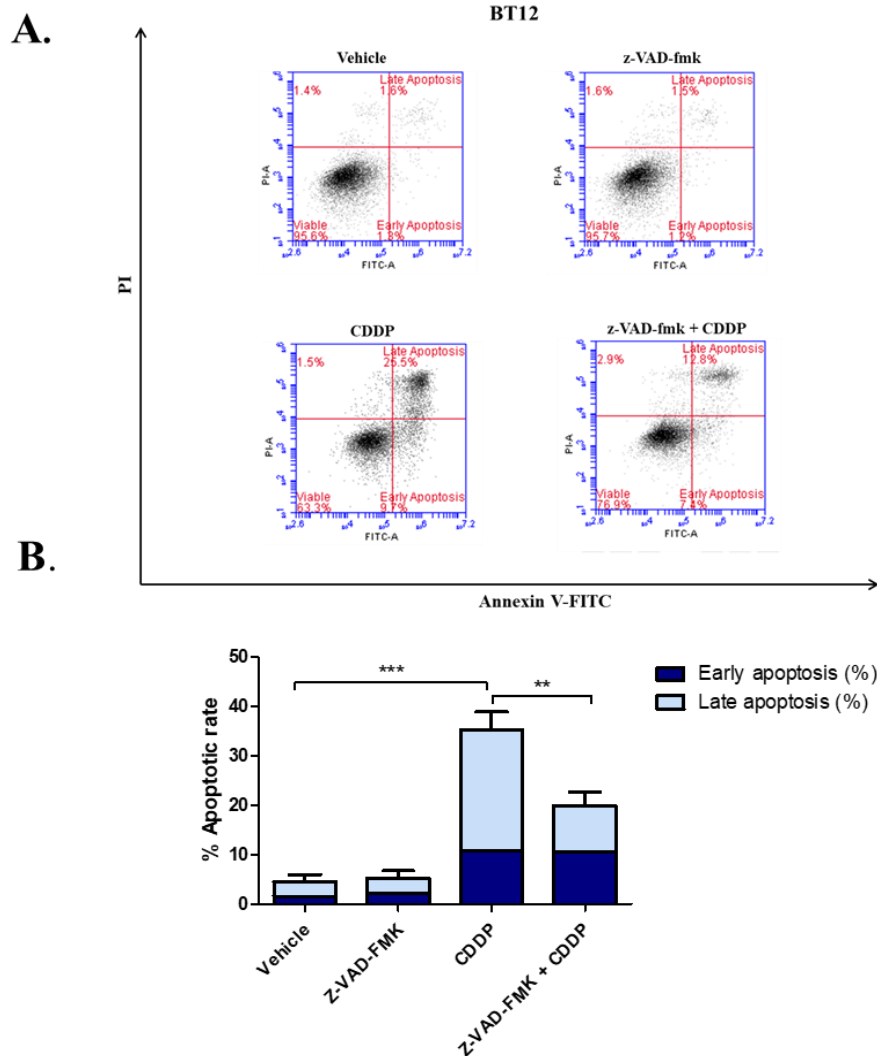 BT12
A.
Vehicle
z-VAD-fmk
Late Apoptosis
1.4% 1.6%
Viable Early Apoptosis
95.6% 1.8%
PI-A
FITC-A
Late Apoptosis
1.6% 1.5%
Viable Early Apoptosis
95.7% 1.2%
PI-A
FITC-A
PI
CDDP
z-VAD-fmk + CDDP
Late Apoptosis
1.5% 25.5%
Viable Early Apoptosis
63.3% 9.7%
PI-A
FITC-A
Late Apoptosis
2.9% 12.8%
Viable Early Apoptosis
76.9% 7.4%
PI-A
FITC-A
Annexin V-FITC
B.
% Apoptotic rate
50
40
30
20
10
0
***
**
Early apoptosis (%)
Late apoptosis (%)
Vehicle
Z-VAD-FMK
CDDP
Z-VAD-FMK + CDDP